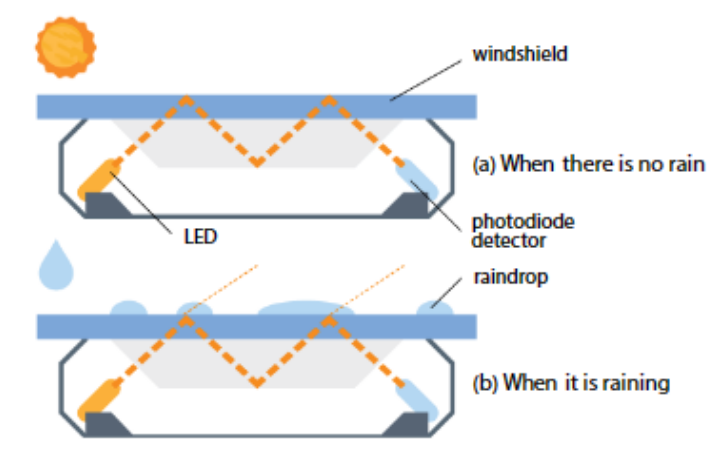 windshield
(a) When there is no rain
LED
photodiode
detector
raindrop
(b) When it is raining